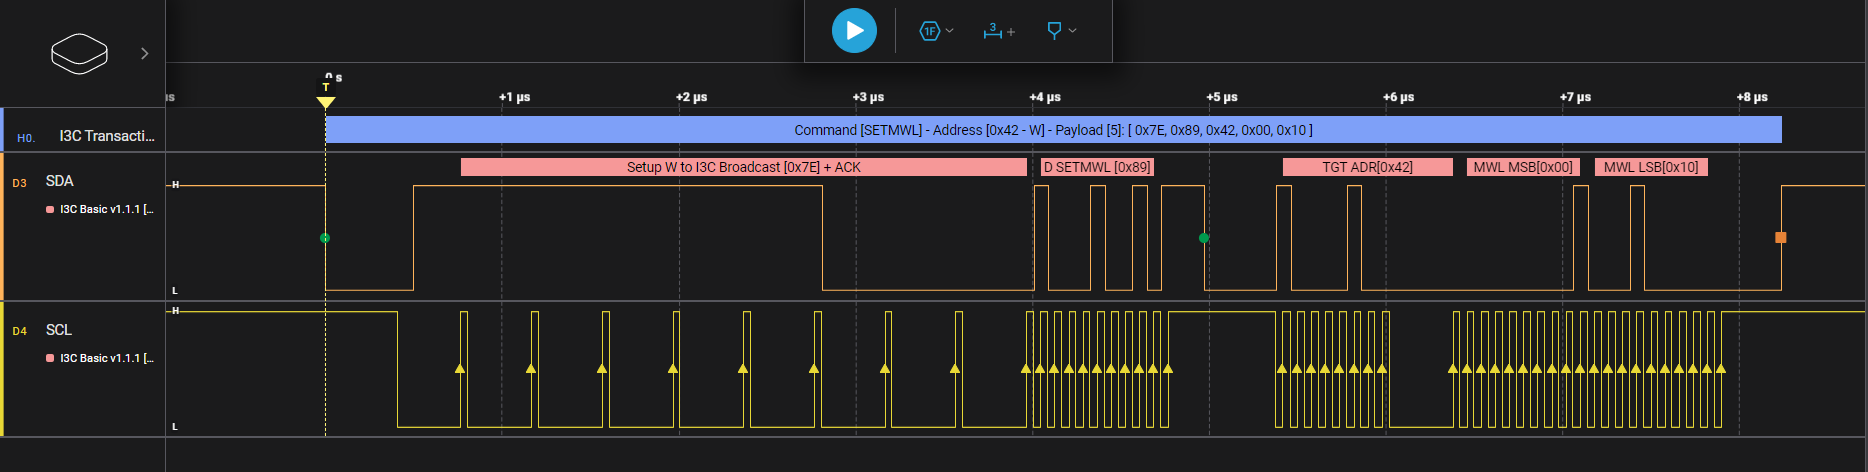 1F
3
+
0 s
T
µs
+1 µs
+2 µs
+3 µs
+4 µs
+5 µs
+6 µs
+7 µs
+8 µs
H0. I3C Transacti...
Command [SETMWL] - Address [0x42 - W] - Payload [5]: [ 0x7E, 0x89, 0x42, 0x00, 0x10 ]
Setup W to I3C Broadcast [0x7E] + ACK
D SETMWL [0x89]
TGT ADR[0x42]
MWL MSB[0x00]
MWL LSB[0x10]
D3 SDA
I3C Basic v1.1.1 [...
H
L
D4 SCL
I3C Basic v1.1.1 [...
H
L